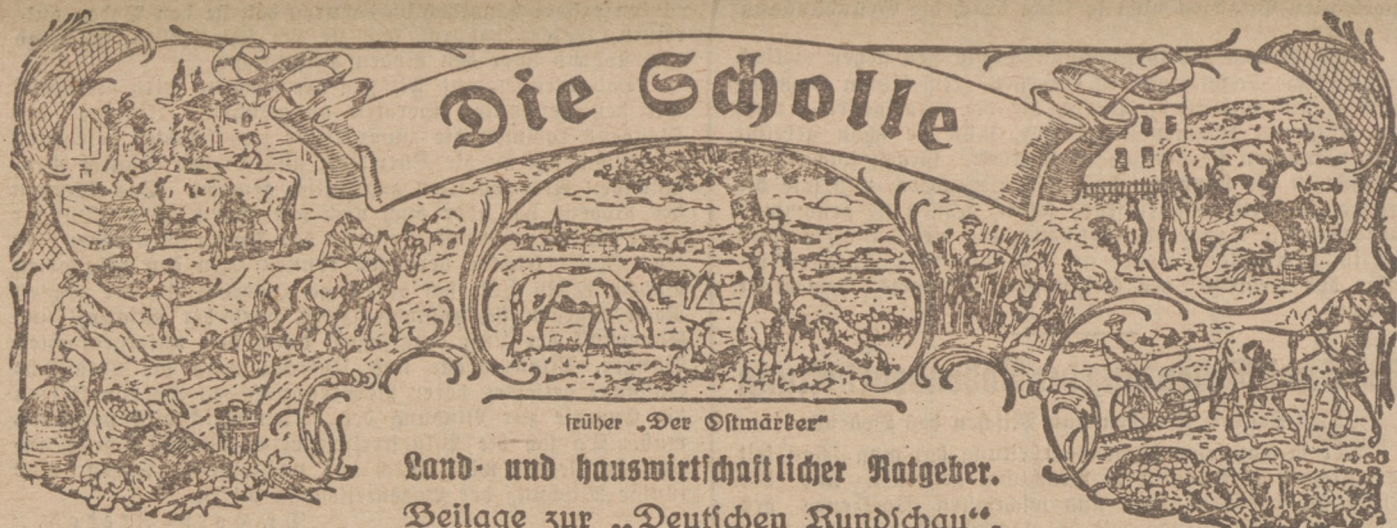 Die Scholle
früher „Der Ostmärker“
Land- und hauswirtschaftlicher Ratgeber.
Beilage zur „Deutschen Rundschau“.